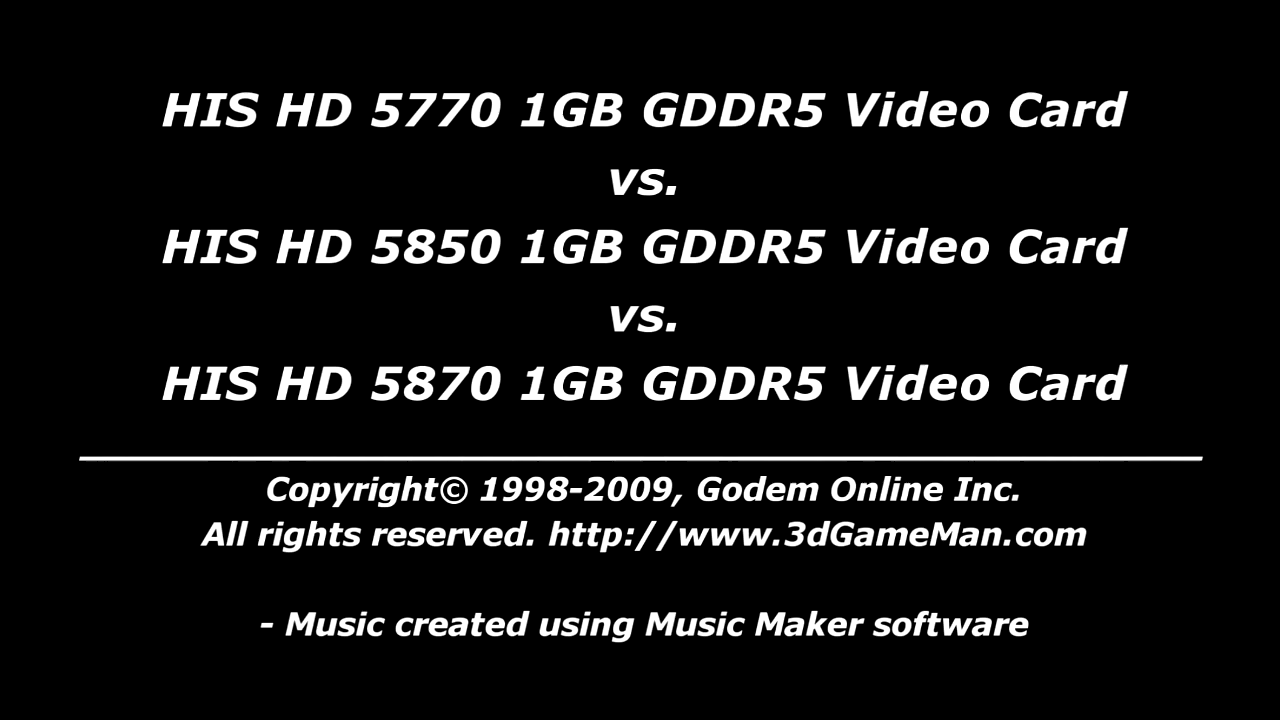 HIS HD 5770 1GB GDDR5 Video Card
vs.
HIS HD 5850 1GB GDDR5 Video Card
vs.
HIS HD 5870 1GB GDDR5 Video Card
Copyright© 1998-2009, Godem Online Inc.
All rights reserved. http://www.3dGameMan.com
- Music created using Music Maker software